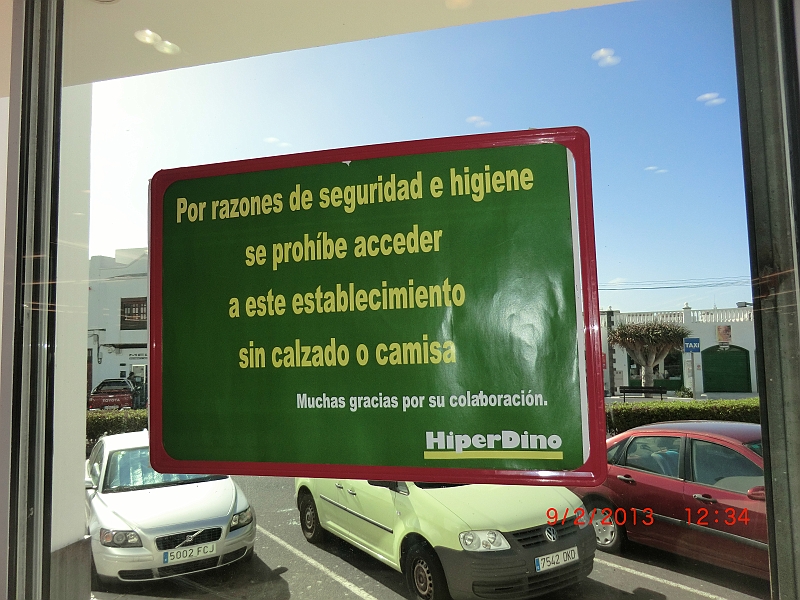 Por razones de seguridad e higiene
se prohíbe acceder
a este establecimiento
sin calzado o camisa
Muchas gracias por su colaboración.
HiperDino
TAXI
TOYOTA
5002 FCJ
7542 DKD
9/2/2013 12:34